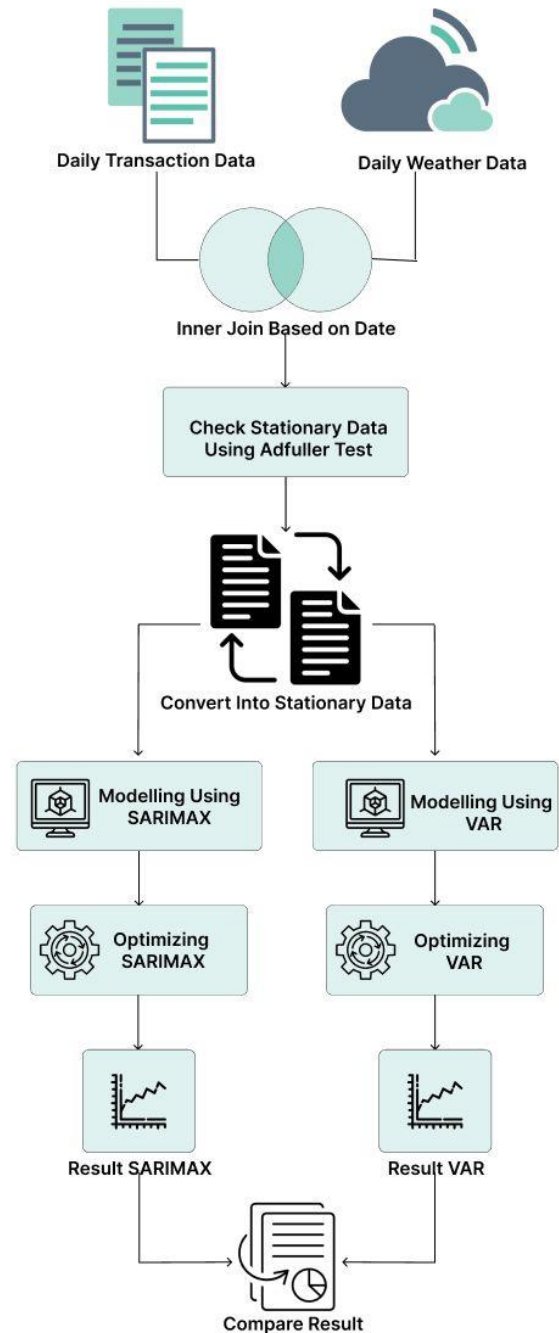 Daily Transaction Data
Daily Weather Data
Inner Join Based on Date
Check Stationary Data
Using Adfuller Test
Convert Into Stationary Data
Modelling Using
SARIMAX
Modelling Using
VAR
Optimizing
SARIMAX
Optimizing
VAR
Result SARIMAX
Result VAR
Compare Result